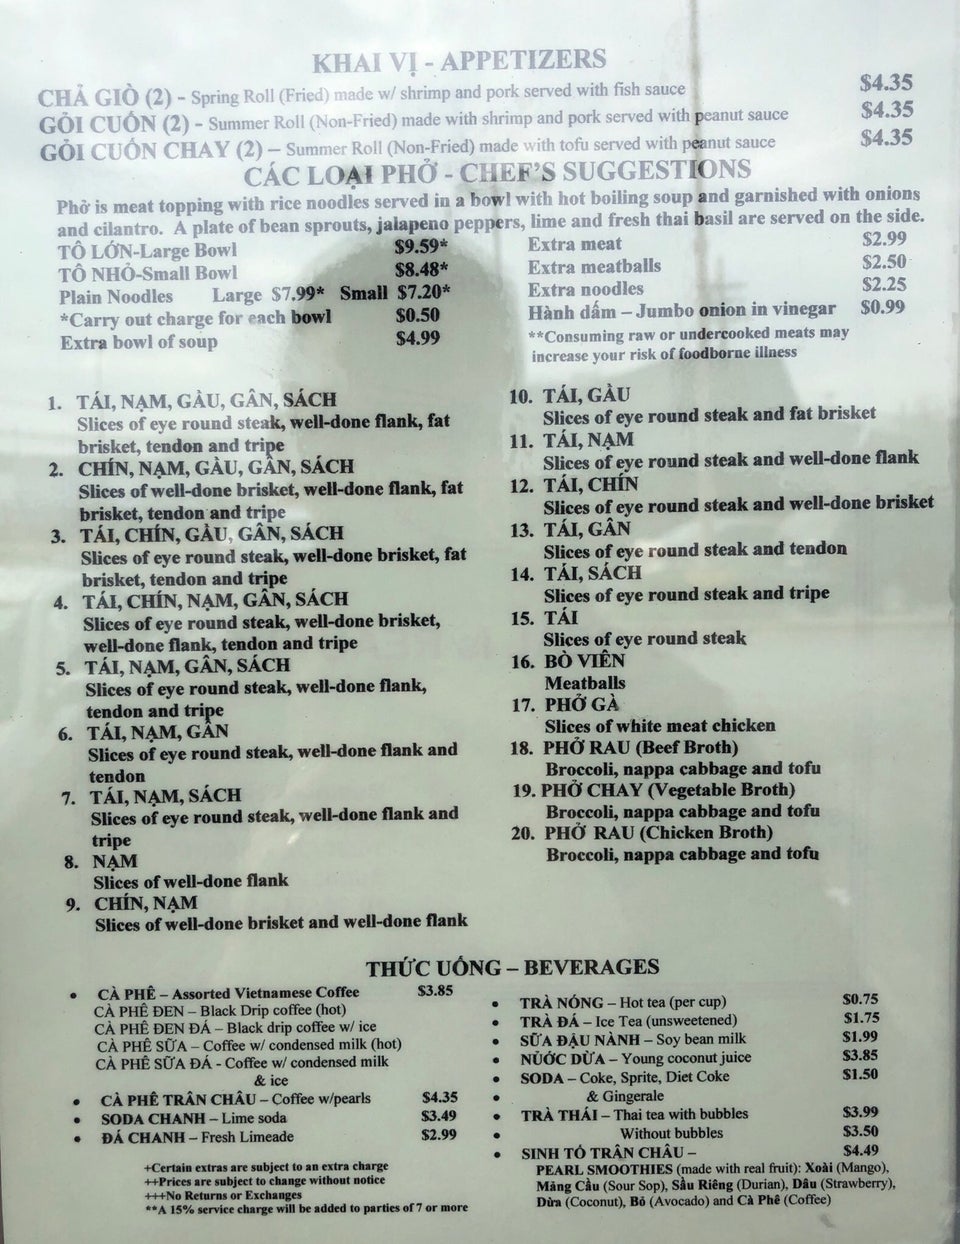 KHAI VỊ - APPETIZERS
CHẢ GIÒ (2) - Spring Roll (Fried) made w/ shrimp and pork served with fish sauce $4.35
GỎI CUỐN (2) - Summer Roll (Non-Fried) made with shrimp and pork served with peanut sauce $4.35
GỎI CUỐN CHAY (2) – Summer Roll (Non-Fried) made with tofu served with peanut sauce $4.35
CÁC LOẠI PHỞ - CHEF'S SUGGESTIONS
Phở is meat topping with rice noodles served in a bowl with hot boiling soup and garnished with onions
and cilantro. A plate of bean sprouts, jalapeno peppers, lime and fresh thai basil are served on the side.
TÔ LỚN-Large Bowl $9.59*
TÔ NHỎ-Small Bowl $8.48*
Plain Noodles Large $7.99* Small $7.20*
*Carry out charge for each bowl $0.50
Extra bowl of soup $4.99
Extra meat $2.99
Extra meatballs $2.50
Extra noodles $2.25
Hành dấm – Jumbo onion in vinegar $0.99
**Consuming raw or undercooked meats may
increase your risk of foodborne illness
1. TÁI, NẠM, GÀU, GÂN, SÁCH
Slices of eye round steak, well-done flank, fat
brisket, tendon and tripe
2. CHÍN, NẠM, GÀU, GÂN, SÁCH
Slices of well-done brisket, well-done flank, fat
brisket, tendon and tripe
3. TÁI, CHÍN, GÀU, GÂN, SÁCH
Slices of eye round steak, well-done brisket, fat
brisket, tendon and tripe
4. TÁI, CHÍN, NẠM, GÂN, SÁCH
Slices of eye round steak, well-done brisket,
well-done flank, tendon and tripe
5. TÁI, NẠM, GÂN, SÁCH
Slices of eye round steak, well-done flank,
tendon and tripe
6. TÁI, NẠM, GÂN
Slices of eye round steak, well-done flank and
tendon
7. TÁI, NẠM, SÁCH
Slices of eye round steak, well-done flank and
tripe
8. NẠM
Slices of well-done flank
9. CHÍN, NẠM
Slices of well-done brisket and well-done flank
10. TÁI, GÀU
Slices of eye round steak and fat brisket
11. TÁI, NẠM
Slices of eye round steak and well-done flank
12. TÁI, CHÍN
Slices of eye round steak and well-done brisket
13. TÁI, GÂN
Slices of eye round steak and tendon
14. TÁI, SÁCH
Slices of eye round steak and tripe
15. TÁI
Slices of eye round steak
16. BÒ VIÊN
Meatballs
17. PHỞ GÀ
Slices of white meat chicken
18. PHỞ RAU (Beef Broth)
Broccoli, nappa cabbage and tofu
19. PHỞ CHAY (Vegetable Broth)
Broccoli, nappa cabbage and tofu
20. PHỞ RAU (Chicken Broth)
Broccoli, nappa cabbage and tofu
THỨC UỐNG – BEVERAGES
• CÀ PHÊ – Assorted Vietnamese Coffee $3.85
CÀ PHÊ ĐEN – Black Drip coffee (hot)
CÀ PHÊ ĐEN ĐÁ – Black drip coffee w/ ice
CÀ PHÊ SỮA – Coffee w/ condensed milk (hot)
CÀ PHÊ SỮA ĐÁ - Coffee w/ condensed milk
& ice
• CÀ PHÊ TRÂN CHÂU – Coffee w/pearls $4.35
• SODA CHANH – Lime soda $3.49
• ĐÁ CHANH – Fresh Limeade $2.99
+Certain extras are subject to an extra charge
++Prices are subject to change without notice
+++No Returns or Exchanges
**A 15% service charge will be added to parties of 7 or more
• TRÀ NÓNG – Hot tea (per cup) $0.75
• TRÀ ĐÁ – Ice Tea (unsweetened) $1.75
• SỮA ĐẬU NÀNH – Soy bean milk $1.99
• NƯỚC DỪA – Young coconut juice $3.85
• SODA – Coke, Sprite, Diet Coke $1.50
• & Gingerale
• TRÀ THÁI – Thai tea with bubbles $3.99
Without bubbles $3.50
• SINH TỐ TRÂN CHÂU – $4.49
PEARL SMOOTHIES (made with real fruit): Xoài (Mango),
Mãng Cầu (Sour Sop), Sầu Riêng (Durian), Dâu (Strawberry),
Dừa (Coconut), Bơ (Avocado) and Cà Phê (Coffee)